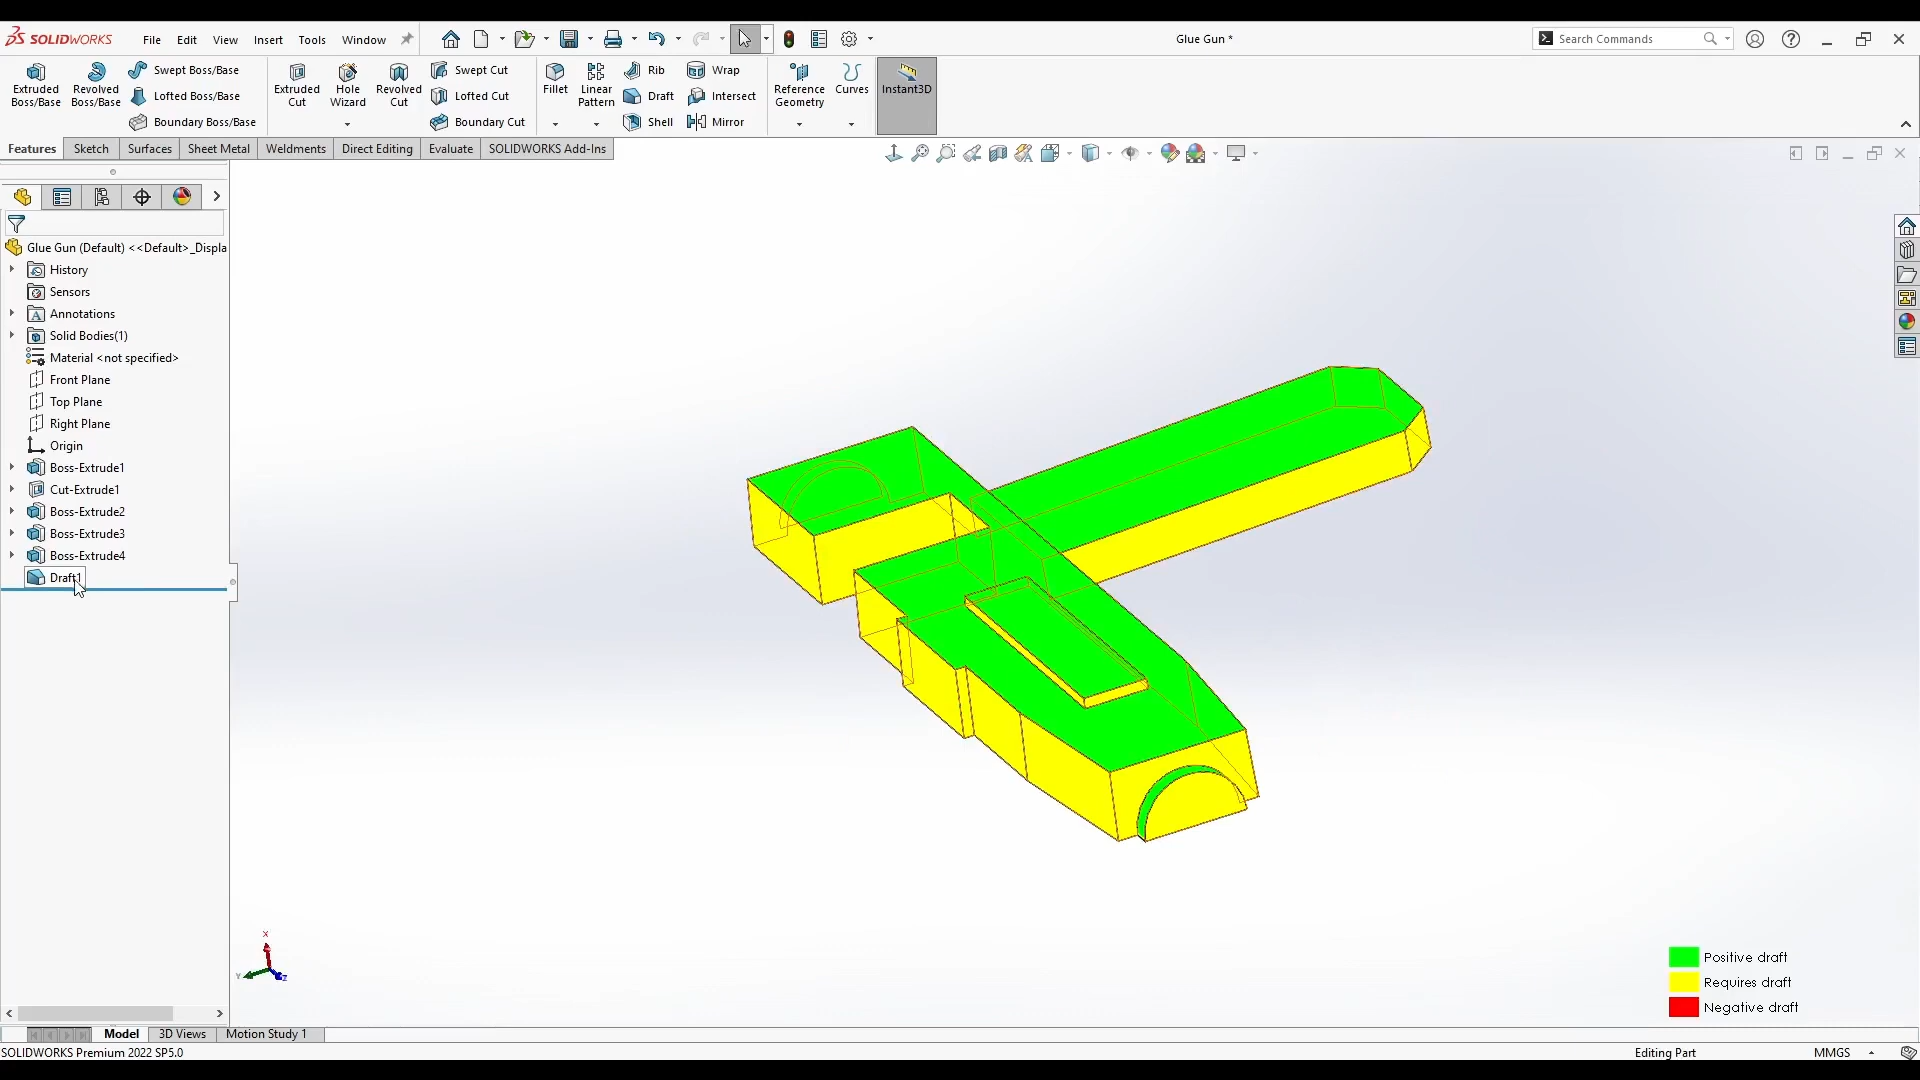 SOLIDWORKS File Edit View Insert Tools Window Glue Gun * Search Commands
Extruded Boss/Base
Revolved Boss/Base
Swept Boss/Base
Lofted Boss/Base
Boundary Boss/Base
Extruded Cut
Hole Wizard
Revolved Cut
Swept Cut
Lofted Cut
Boundary Cut
Fillet
Linear Pattern
Rib
Draft
Shell
Wrap
Intersect
Mirror
Reference Geometry
Curves
Instant3D
Features Sketch Surfaces Sheet Metal Weldments Direct Editing Evaluate SOLIDWORKS Add-Ins
Glue Gun (Default) <<Default>_Displa
History
Sensors
Annotations
Solid Bodies(1)
Material <not specified>
Front Plane
Top Plane
Right Plane
Origin
Boss-Extrude1
Cut-Extrude1
Boss-Extrude2
Boss-Extrude3
Boss-Extrude4
Draft1
X
Y
Z
Positive draft
Requires draft
Negative draft
Model 3D Views Motion Study 1
SOLIDWORKS Premium 2022 SP5.0 Editing Part MMGS